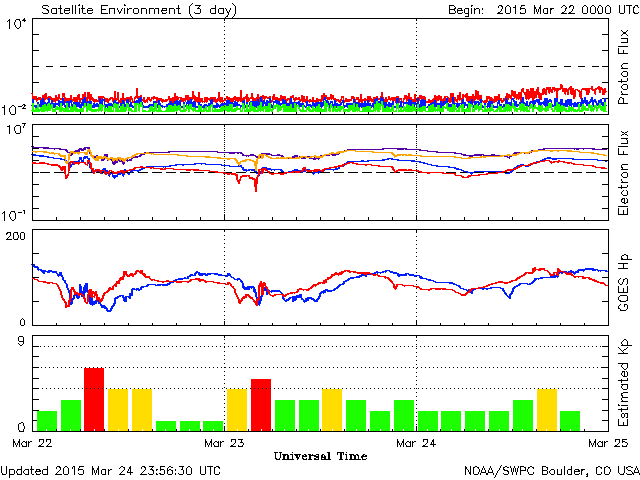 Satellite Environment (3 day) Begin: 2015 Mar 22 0000 UTC
10^4
10^-2
Proton Flux
10^7
10^-1
Electron Flux
200
0
GOES Hp
9
0
Estimated Kp
Mar 22 Mar 23 Mar 24 Mar 25
Universal Time
Updated 2015 Mar 24 23:56:30 UTC NOAA/SWPC Boulder, CO USA